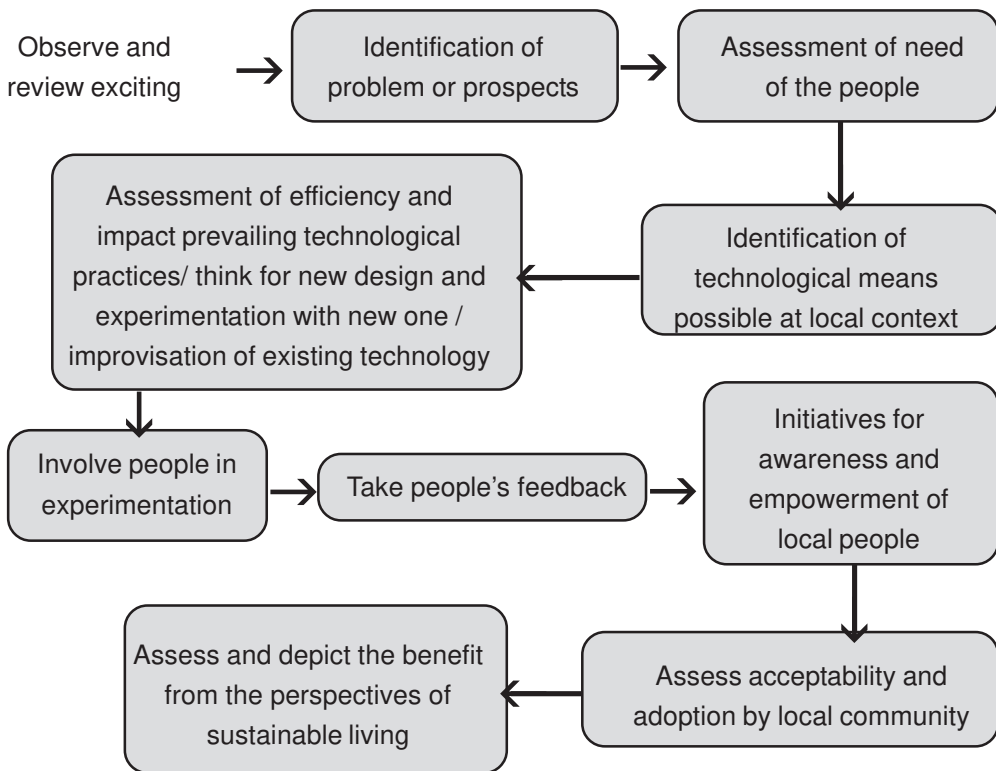 Observe and
review exciting
Identification of
problem or prospects
Assessment of need
of the people
Identification of
technological means
possible at local context
Assessment of efficiency and
impact prevailing technological
practices/ think for new design and
experimentation with new one /
improvisation of existing technology
Involve people in
experimentation
Take people’s feedback
Initiatives for
awareness and
empowerment of
local people
Assess acceptability and
adoption by local community
Assess and depict the benefit
from the perspectives of
sustainable living